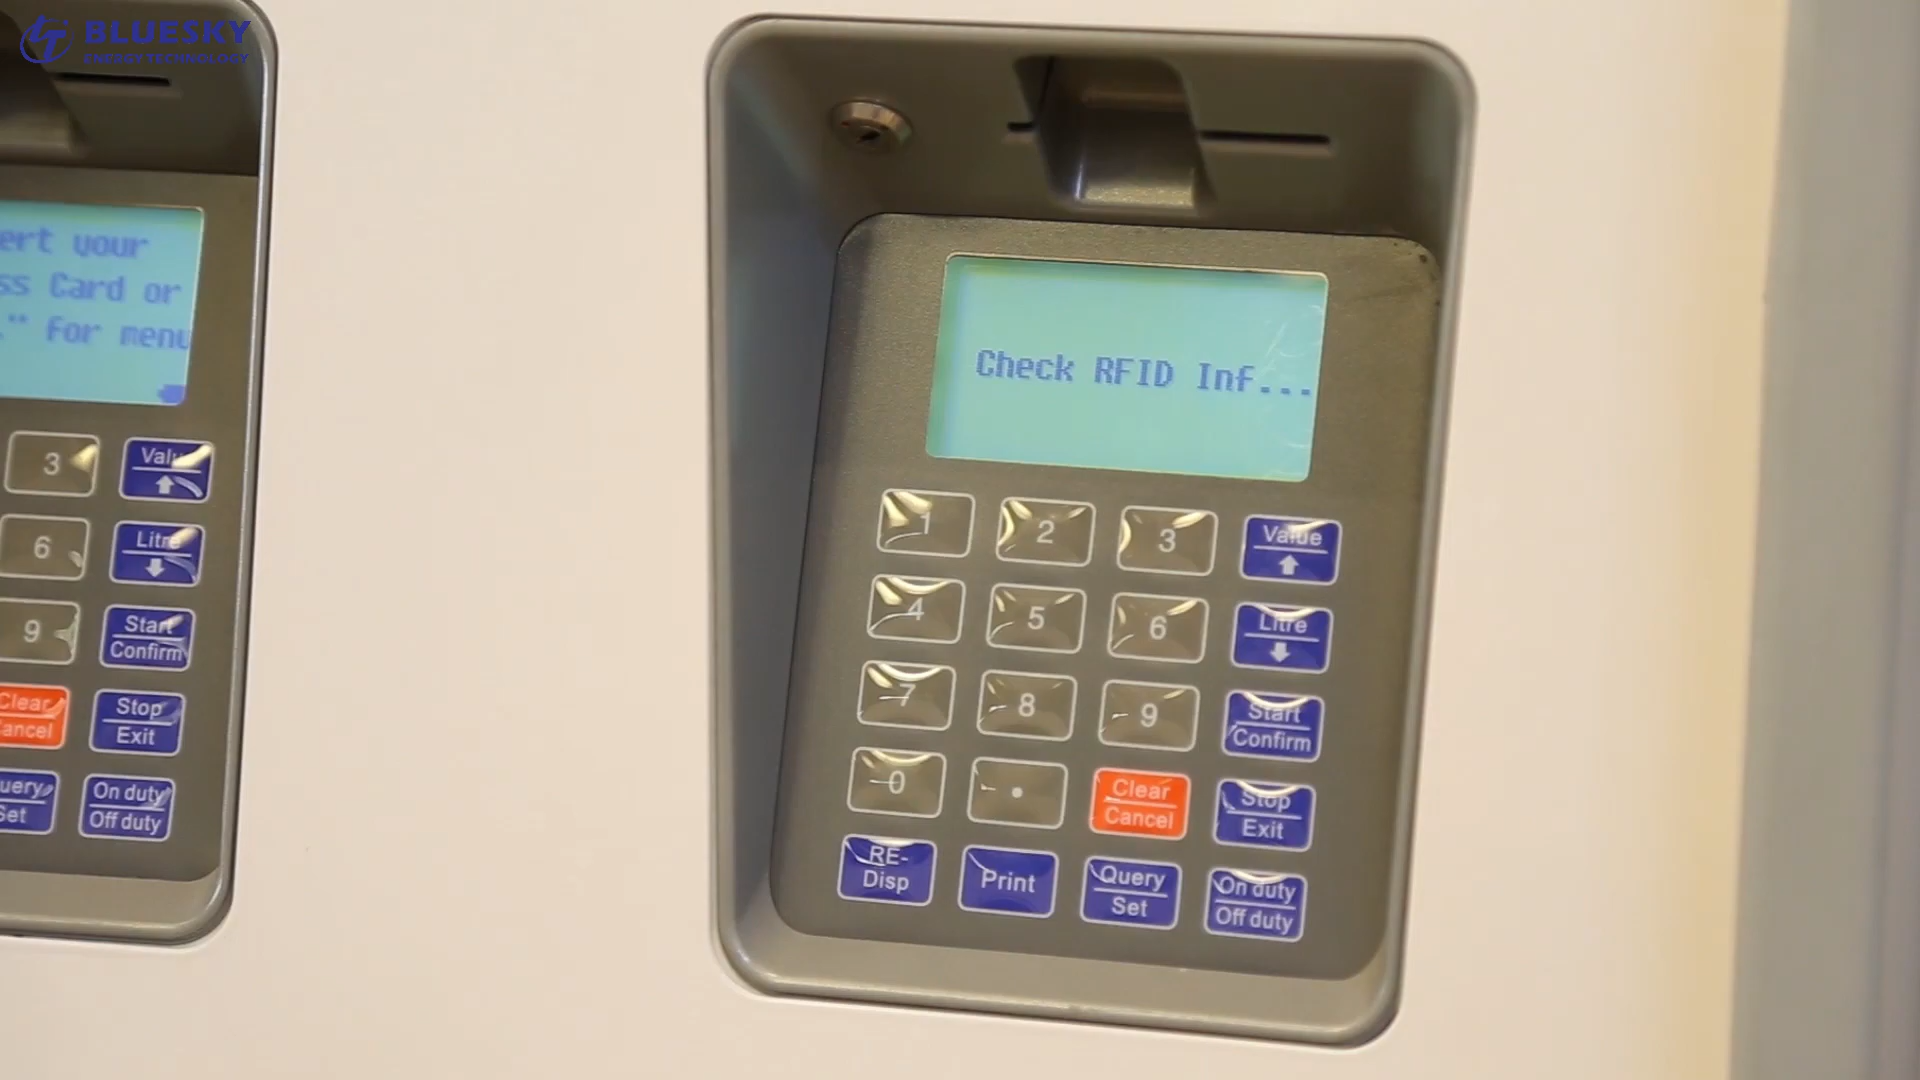 BLUESKY
ENERGY TECHNOLOGY
ert your
ss Card or
." For menu
3
Value
6
Litre
9
Start
Confirm
Clear
Cancel
Stop
Exit
uery
Set
On duty
Off duty
Check RFID Inf...
1
2
3
Value
4
5
6
Litre
7
8
9
Start
Confirm
0
.
Clear
Cancel
Stop
Exit
RE-
Disp
Print
Query
Set
On duty
Off duty